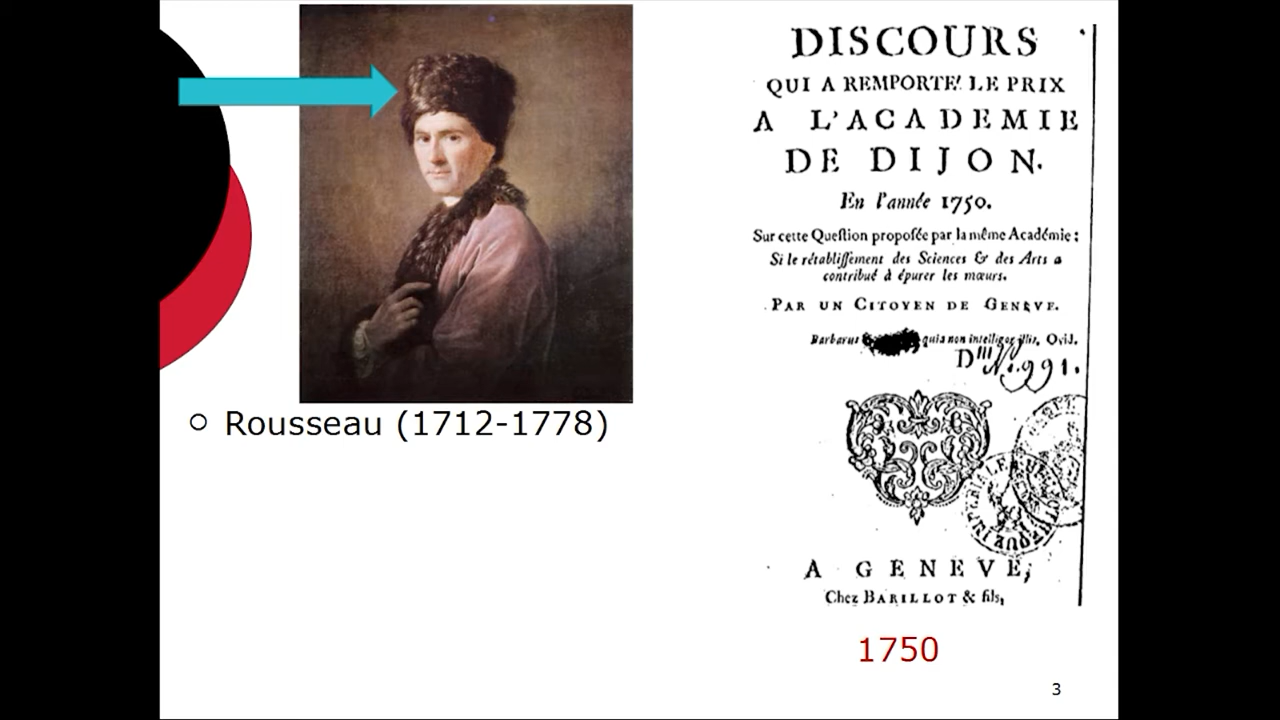 Rousseau (1712-1778)
DISCOURS
QUI A REMPORTE' LE PRIX
A L'ACADEMIE
DE DIJON.
En l'année 1750.
Sur cette Question proposée par la même Académie :
Si le rétablissement des Sciences & des Arts a
contribué à épurer les mœurs.
PAR UN CITOYEN DE GENEVE.
Barbarus quia non intelligor illis, Ovid.
A GENEVE,
Chez BARILLOT & fils,
1750
3